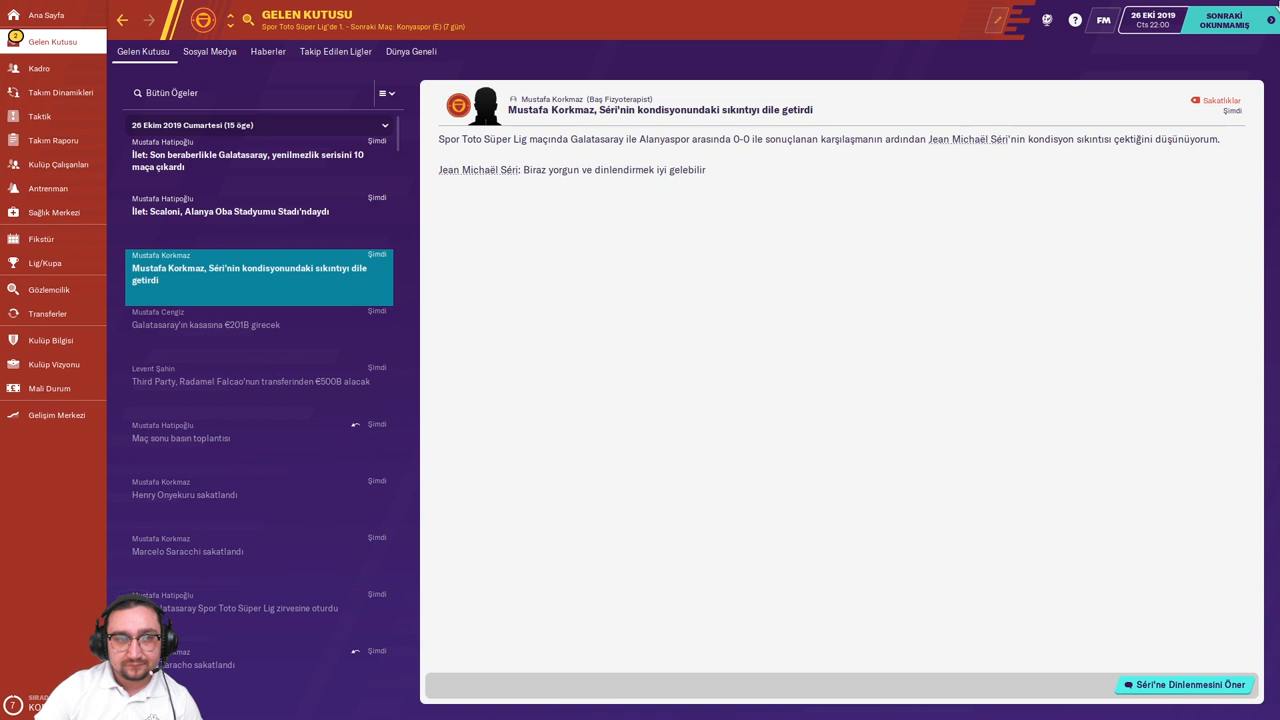 Ana Sayfa
2
Gelen Kutusu
Kadro
Takım Dinamikleri
Taktik
Takım Raporu
Kulüp Çalışanları
Antrenman
Sağlık Merkezi
Fikstür
Lig/Kupa
Gözlemcilik
Transferler
Kulüp Bilgisi
Kulüp Vizyonu
Mali Durum
Gelişim Merkezi
7
GELEN KUTUSU
Spor Toto Süper Lig'de 1. - Sonraki Maç: Konyaspor (E) (7 gün)
FM
26 EKİ 2019
Cts 22:00
SONRAKİ
OKUNMAMIŞ
Gelen Kutusu Sosyal Medya Haberler Takip Edilen Ligler Dünya Geneli
Bütün Ögeler
26 Ekim 2019 Cumartesi (15 öge)
Mustafa Hatipoğlu Şimdi
İlet: Son beraberlikle Galatasaray, yenilmezlik serisini 10
maça çıkardı
Mustafa Hatipoğlu Şimdi
İlet: Scaloni, Alanya Oba Stadyumu Stadı'ndaydı
Mustafa Korkmaz Şimdi
Mustafa Korkmaz, Séri'nin kondisyonundaki sıkıntıyı dile
getirdi
Mustafa Cengiz Şimdi
Galatasaray'ın kasasına €201B girecek
Levent Şahin Şimdi
Third Party, Radamel Falcao'nun transferinden €500B alacak
Mustafa Hatipoğlu Şimdi
Maç sonu basın toplantısı
Mustafa Korkmaz Şimdi
Henry Onyekuru sakatlandı
Mustafa Korkmaz Şimdi
Marcelo Saracchi sakatlandı
Mustafa Hatipoğlu Şimdi
Spor Toto Süper Lig zirvesine oturdu
Şimdi
sakatlandı
Mustafa Korkmaz (Baş Fizyoterapist)
Mustafa Korkmaz, Séri'nin kondisyonundaki sıkıntıyı dile getirdi
Sakatlıklar
Şimdi
Spor Toto Süper Lig maçında Galatasaray ile Alanyaspor arasında 0-0 ile sonuçlanan karşılaşmanın ardından Jean Michaël Séri'nin kondisyon sıkıntısı çektiğini düşünüyorum.
Jean Michaël Séri: Biraz yorgun ve dinlendirmek iyi gelebilir
Séri'ne Dinlenmesini Öner